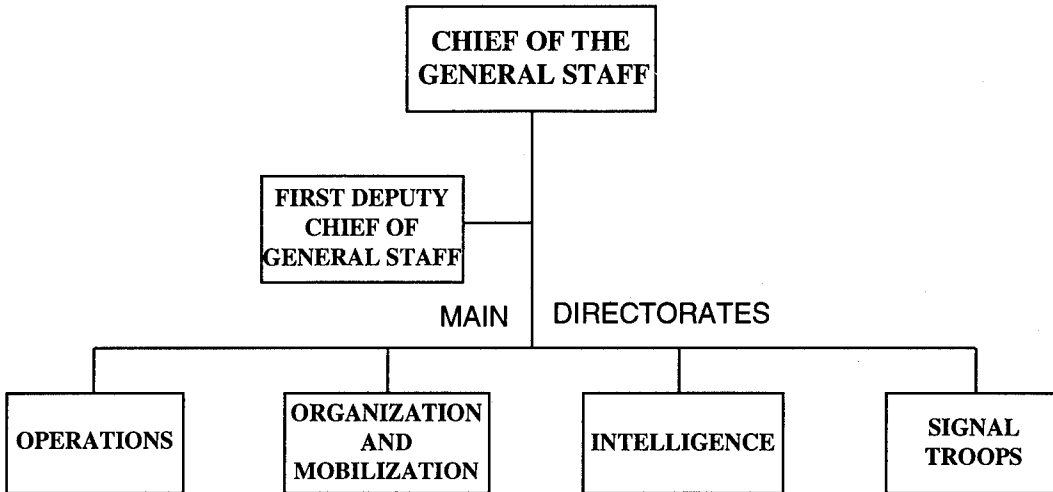 CHIEF OF THE
GENERAL STAFF
FIRST DEPUTY
CHIEF OF
GENERAL STAFF
MAIN DIRECTORATES
OPERATIONS
ORGANIZATION
AND
MOBILIZATION
INTELLIGENCE
SIGNAL
TROOPS